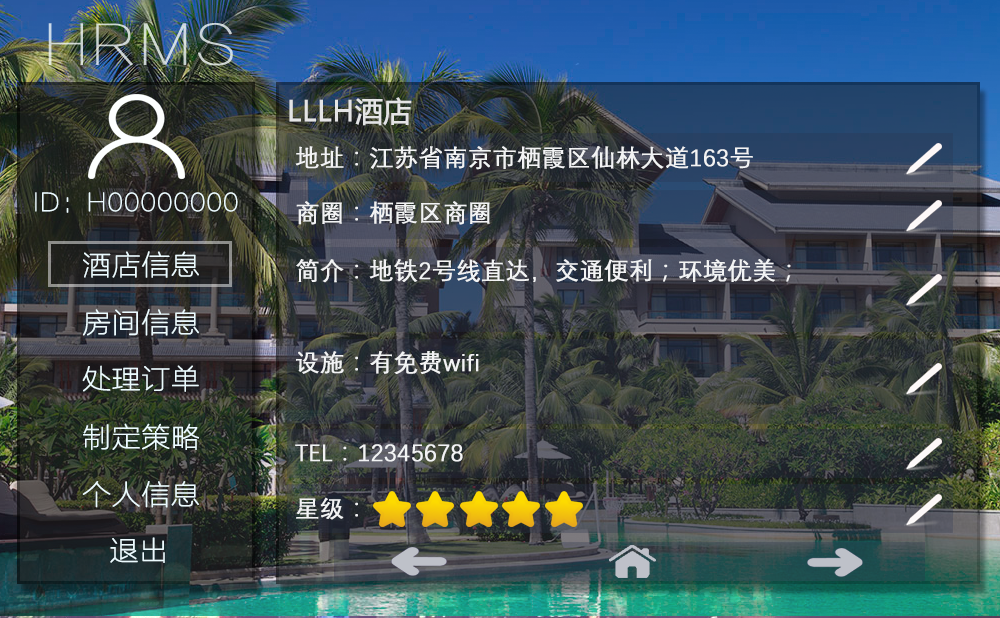 HRMS
ID：H00000000
酒店信息
房间信息
处理订单
制定策略
个人信息
退出
LLLH酒店
地址：江苏省南京市栖霞区仙林大道163号
商圈：栖霞区商圈
简介：地铁2号线直达，交通便利；环境优美；
设施：有免费wifi
TEL：12345678
星级：